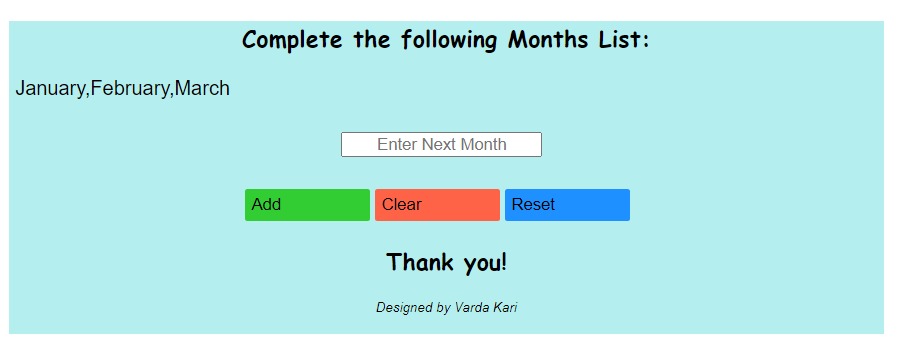 Complete the following Months List:
January,February,March
Enter Next Month
Add Clear Reset
Thank you!
Designed by Varda Kari